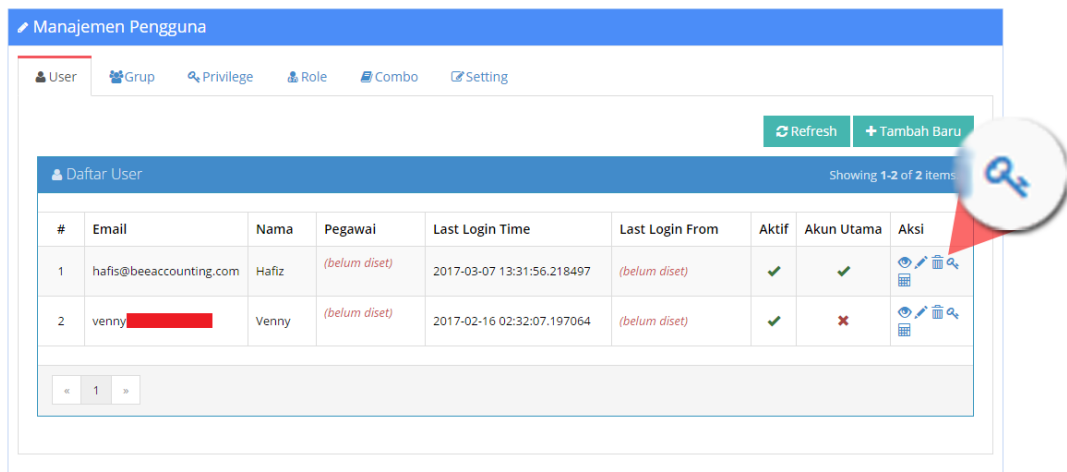 Manajemen Pengguna
User Grup Privilege Role Combo Setting
Refresh Tambah Baru
Daftar User Showing 1-2 of 2 items
# Email Nama Pegawai Last Login Time Last Login From Aktif Akun Utama Aksi
1 hafis@beeaccounting.com Hafiz (belum diset) 2017-03-07 13:31:56.218497 (belum diset)
2 venny Venny (belum diset) 2017-02-16 02:32:07.197064 (belum diset)
« 1 »